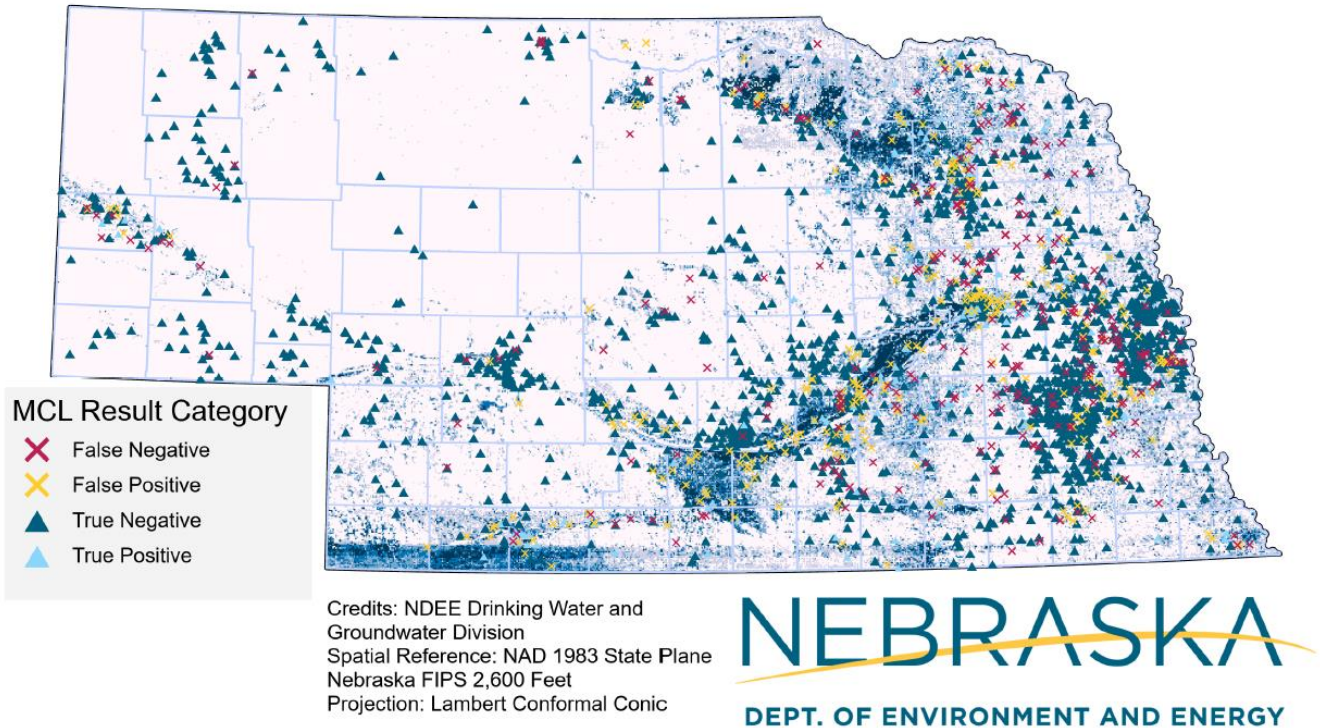 MCL Result Category
False Negative
False Positive
True Negative
True Positive
Credits: NDEE Drinking Water and
Groundwater Division
Spatial Reference: NAD 1983 State Plane
Nebraska FIPS 2,600 Feet
Projection: Lambert Conformal Conic
NEBRASKA
DEPT. OF ENVIRONMENT AND ENERGY